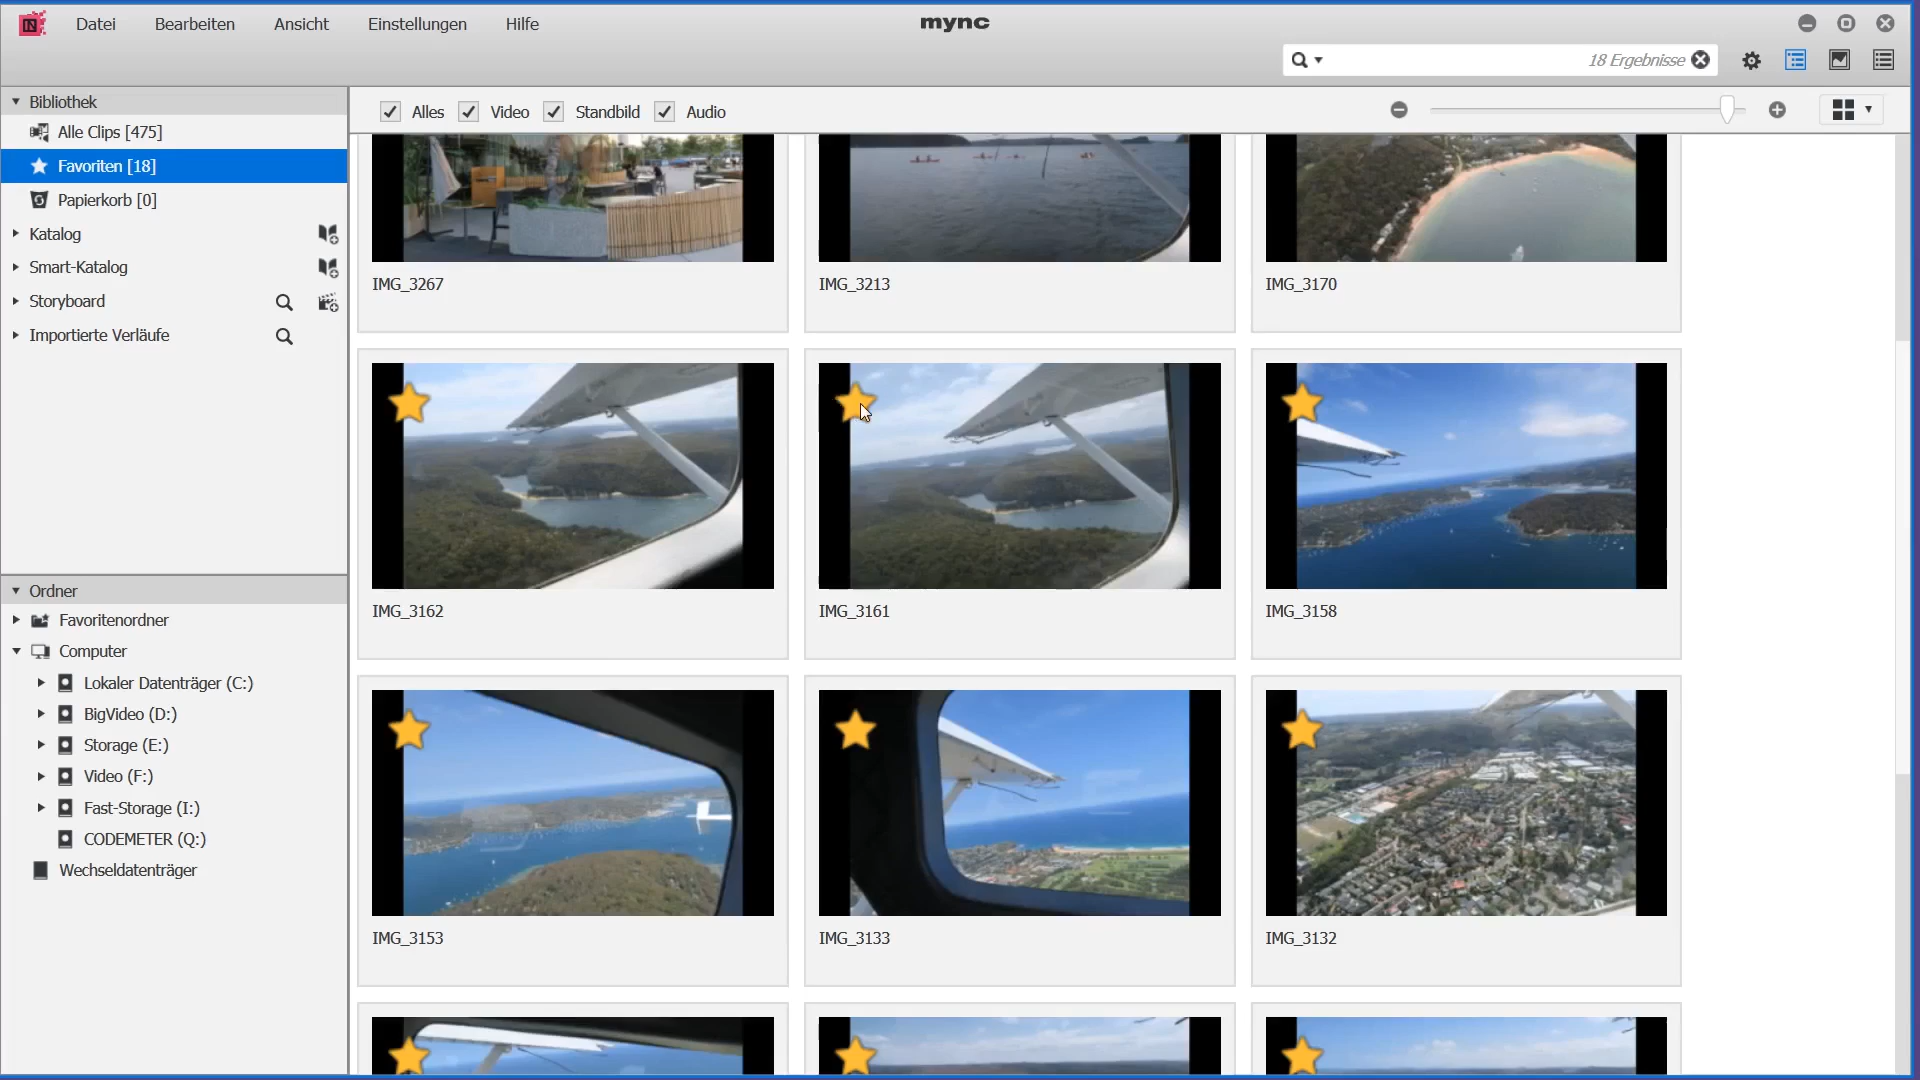 Datei Bearbeiten Ansicht Einstellungen Hilfe
mync
18 Ergebnisse
Bibliothek
Alle Clips [475]
Favoriten [18]
Papierkorb [0]
Katalog
Smart-Katalog
Storyboard
Importierte Verläufe
Ordner
Favoritenordner
Computer
Lokaler Datenträger (C:)
BigVideo (D:)
Storage (E:)
Video (F:)
Fast-Storage (I:)
CODEMETER (Q:)
Wechseldatenträger
Alles Video Standbild Audio
IMG_3267 IMG_3213 IMG_3170
IMG_3162 IMG_3161 IMG_3158
IMG_3153 IMG_3133 IMG_3132